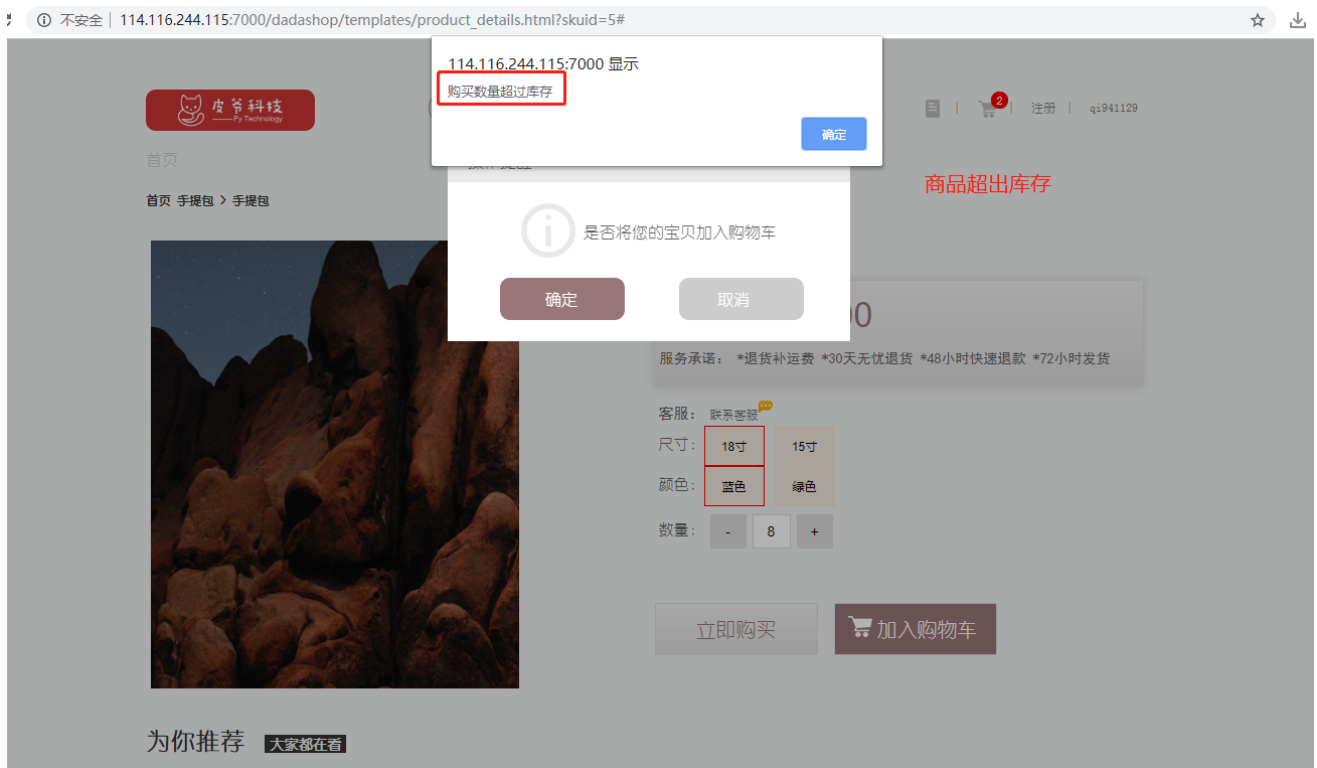 不安全 | 114.116.244.115:7000/dadashop/templates/product_details.html?skuid=5#
114.116.244.115:7000 显示
购买数量超过库存
确定
皮爷科技
Py Technology
2
注册
qi941129
首页
商品超出库存
首页 手提包 > 手提包
是否将您的宝贝加入购物车
确定
取消
服务承诺： *退货补运费 *30天无忧退货 *48小时快速退款 *72小时发货
客服： 联系客服
尺寸： 18寸 15寸
颜色： 蓝色 绿色
数量： - 8 +
立即购买
加入购物车
为你推荐 大家都在看